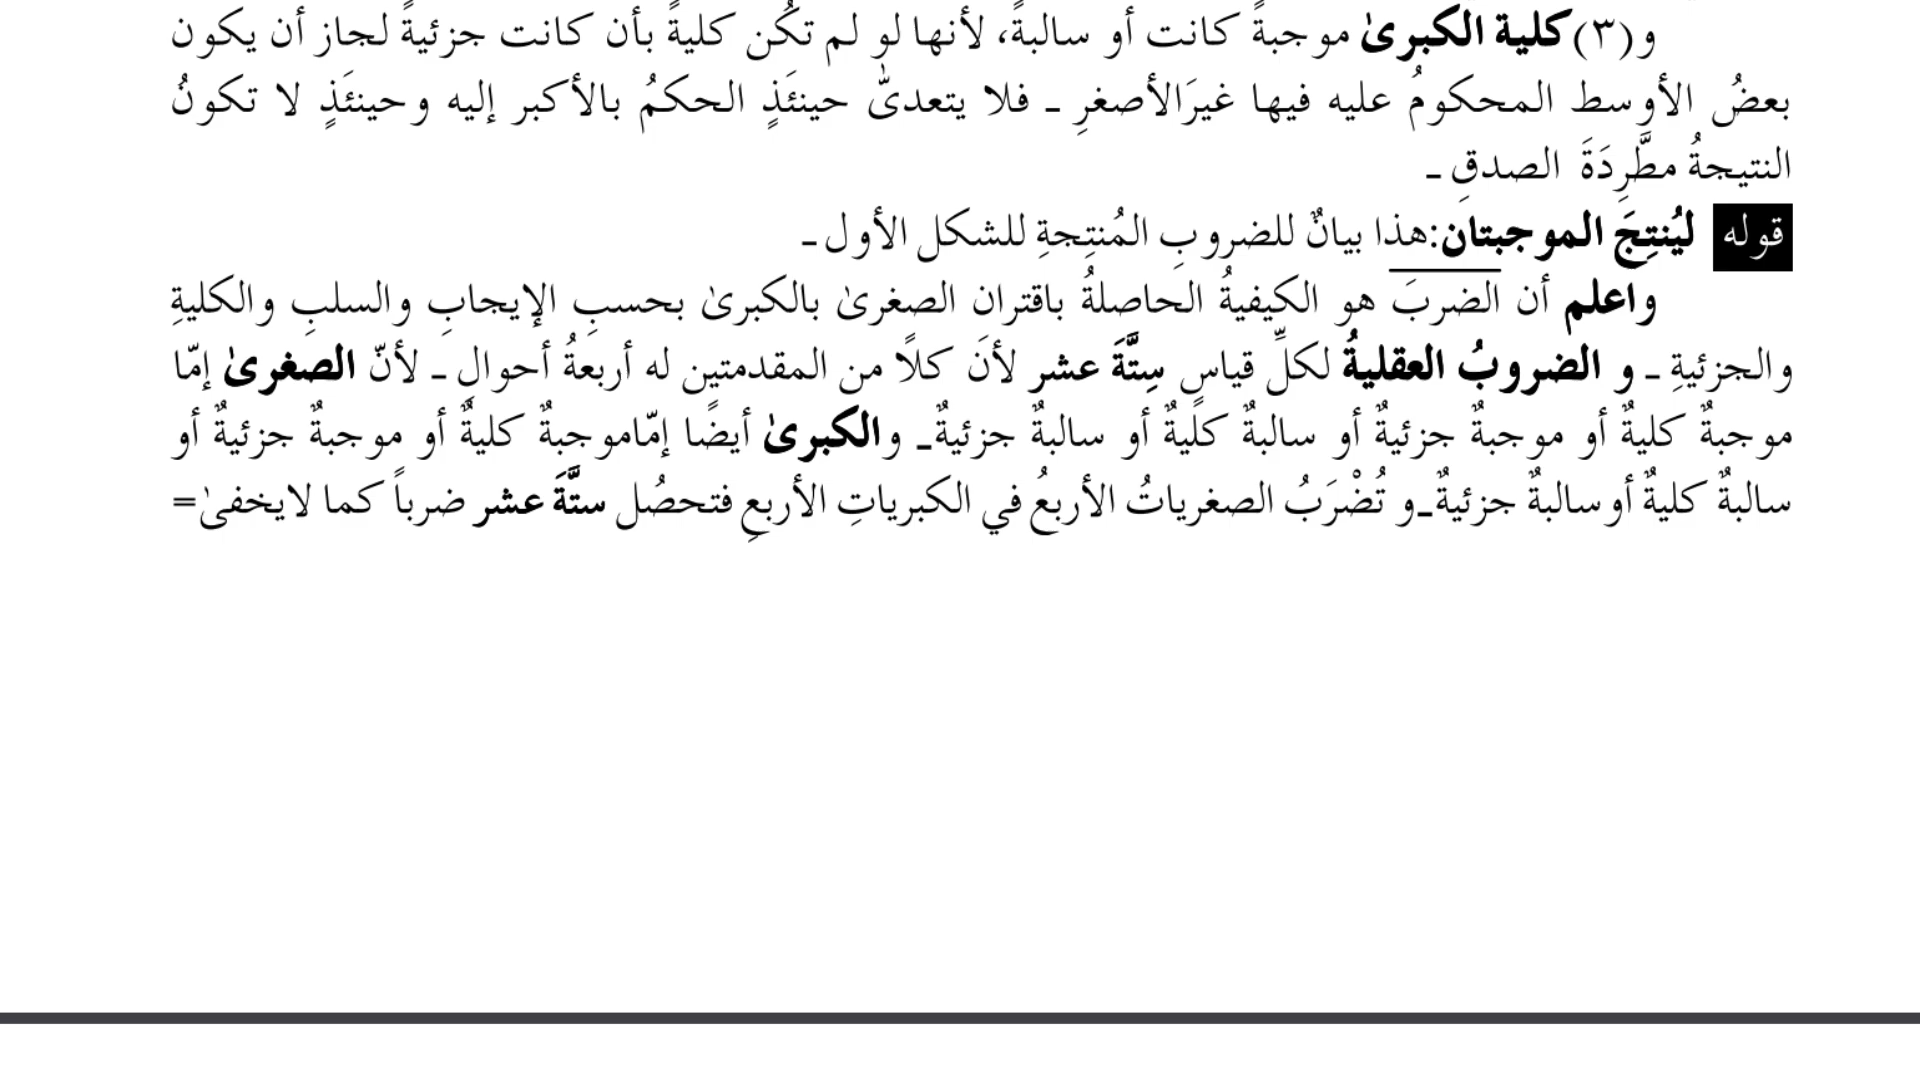 و(٣)كلية الكبرىٰ موجبةً كانت أو سالبةً، لأنها لو لم تكُن كليةً بأن كانت جزئيةً لجاز أن يكون
بعضُ الأوسط المحكومُ عليه فيها غيرَالأصغرِ ـ فلا يتعدىّٰ حينئَذٍ الحكمُ بالأكبر إليه وحينئَذٍ لا تكونُ
النتيجةُ مطَّرِدَةَ الصدقِ ـ
قوله ليُنتِجَ الموجبتان:هذا بيانٌ للضروبِ المُنتِجةِ للشكل الأول ـ
واعلم أن الضربَ هو الكيفيةُ الحاصلةُ باقتران الصغرىٰ بالكبرىٰ بحسبِ الإيجابِ والسلبِ والكليةِ
والجزئيةِ ـ و الضروبُ العقليةُ لكلِّ قياسٍ سِتَّةَ عشر لأنَ كلًا من المقدمتين له أربعةُ أحوالِ ـ لأنّ الصغرىٰ إمّا
موجبةٌ كليةٌ أو موجبةٌ جزئيةٌ أو سالبةٌ كليةٌ أو سالبةٌ جزئيةٌ ـ والكبرىٰ أيضًا إمّاموجبةٌ كليةٌ أو موجبةٌ جزئيةٌ أو
سالبةٌ كليةٌ أوسالبةٌ جزئيةٌ ـ و تُضْرَبُ الصغرياتُ الأربعُ في الكبرياتِ الأربعِ فتحصُل ستَّةَ عشر ضرباً كما لايخفىٰ=